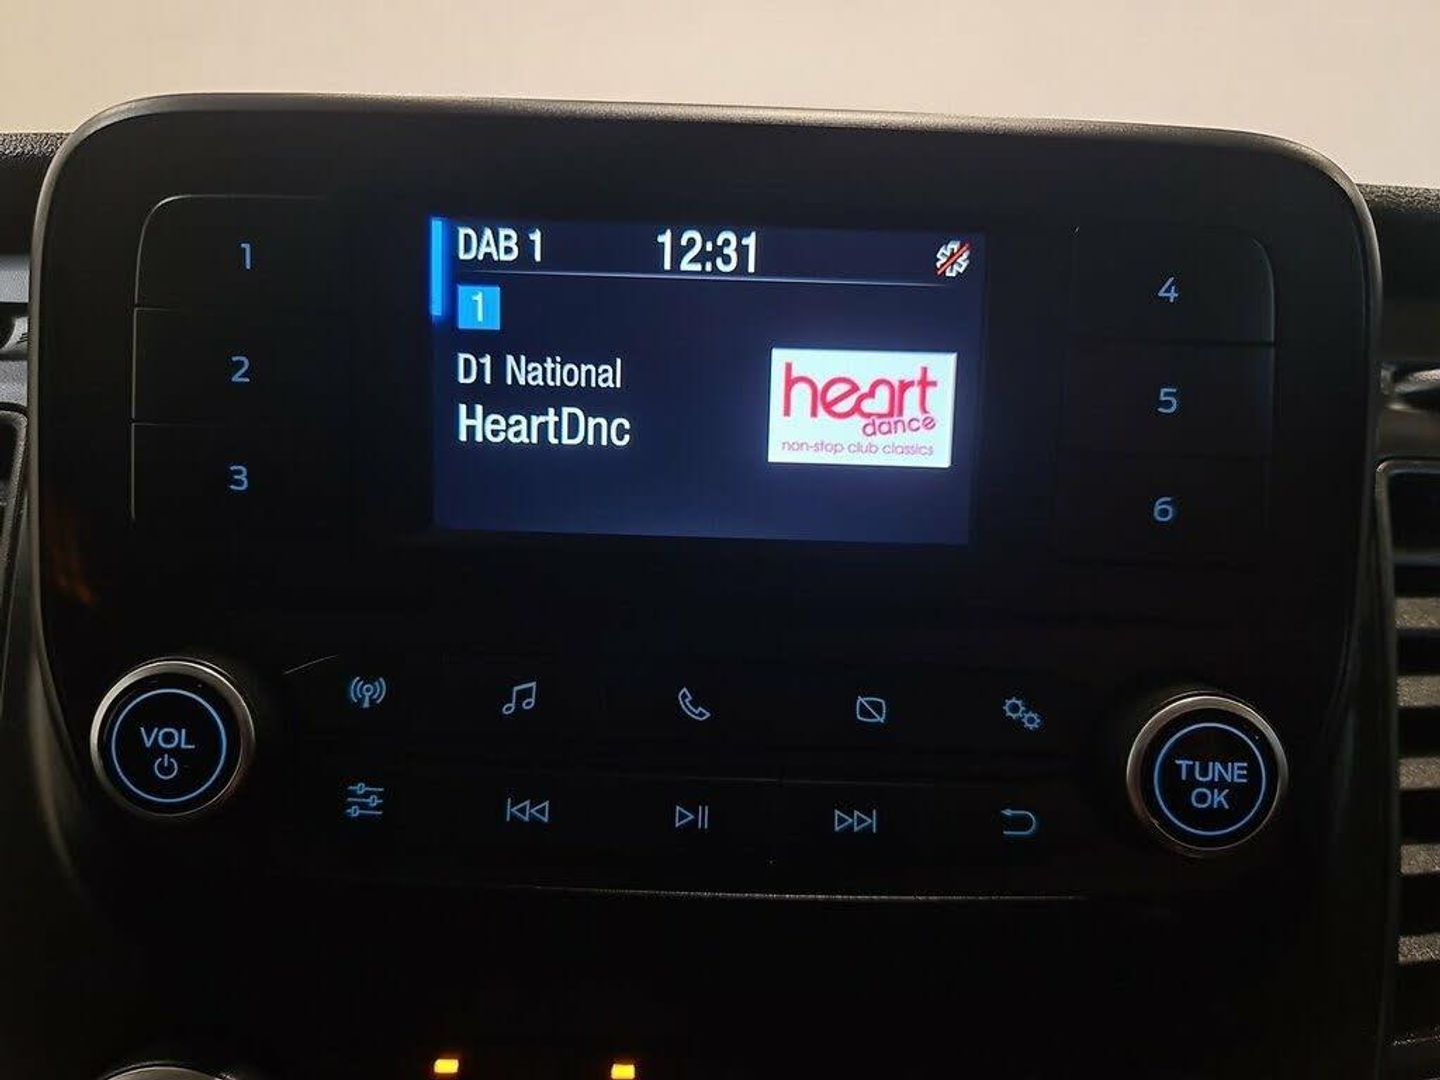 DAB 1 12:31
1
D1 National
HeartDnc
heart
dance
non-stop club classics
1
2
3
4
5
6
VOL
TUNE
OK